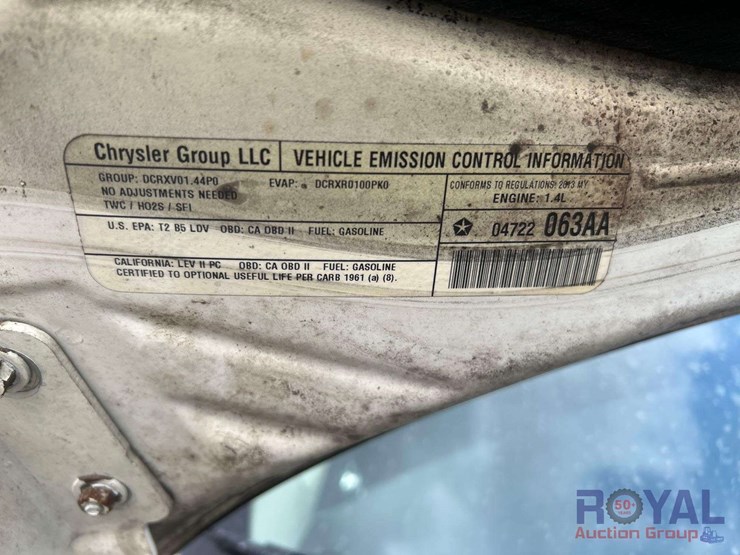 Chrysler Group LLC VEHICLE EMISSION CONTROL INFORMATION
GROUP: DCRXV01.44P0 EVAP: DCRXR0100PK0
NO ADJUSTMENTS NEEDED
TWC / HO2S / SFI
CONFORMS TO REGULATIONS: 2013 MY
ENGINE: 1.4L
U.S. EPA: T2 B5 LDV OBD: CA OBD II FUEL: GASOLINE
04722 063AA
CALIFORNIA: LEV II PC OBD: CA OBD II FUEL: GASOLINE
CERTIFIED TO OPTIONAL USEFUL LIFE PER CARB 1961 (a) (8).
ROYAL
50+
Auction Group